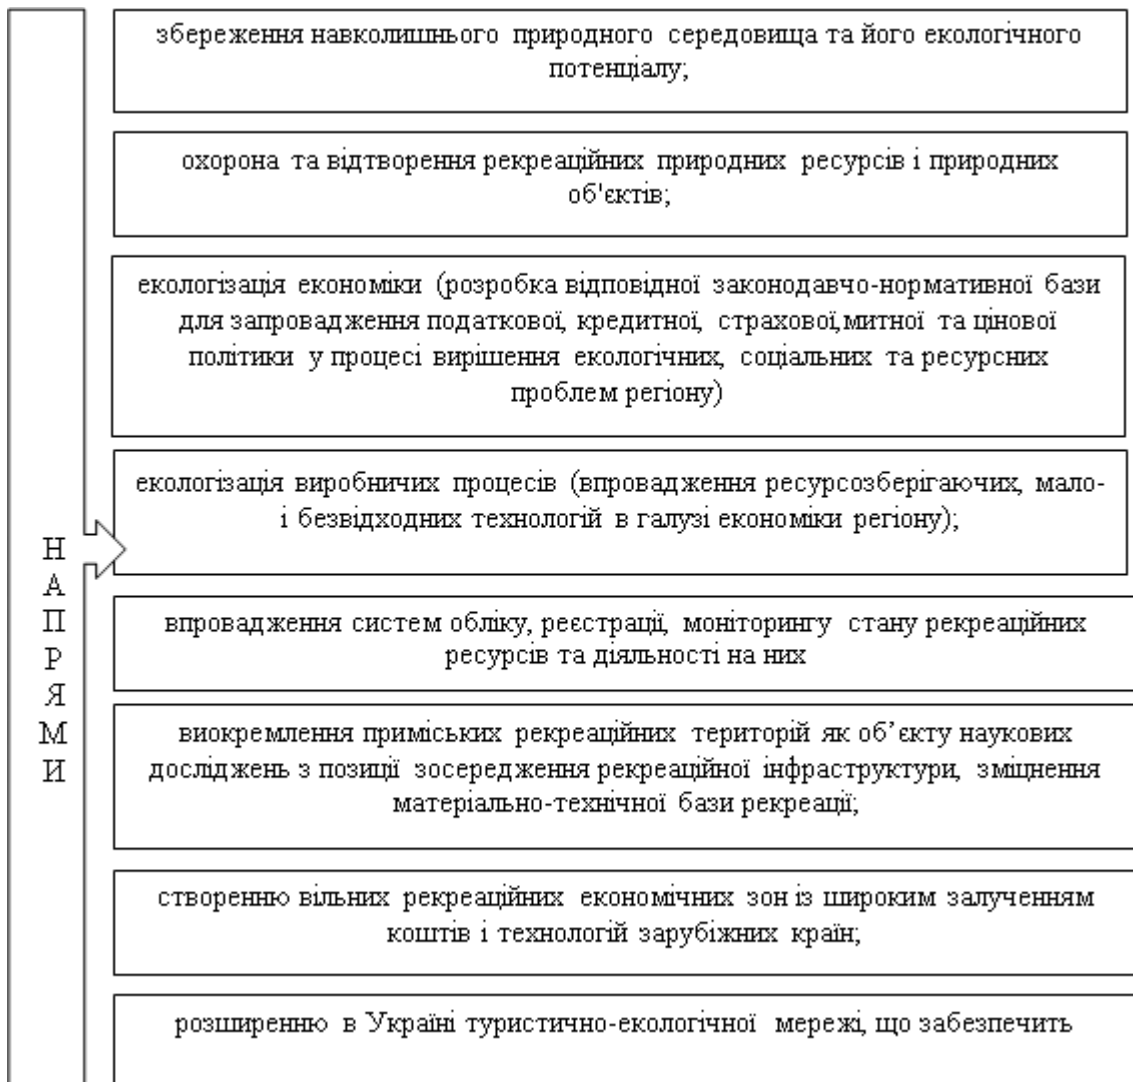 збереження навколишнього природного середовища та його екологічного
потенціалу;
охорона та відтворення рекреаційних природних ресурсів і природних
об'єктів;
екологізація економіки (розробка відповідної законодавчо-нормативної бази
для запровадження податкової, кредитної, страхової,митної та цінової
політики у процесі вирішення екологічних, соціальних та ресурсних
проблем регіону)
екологізація виробничих процесів (впровадження ресурсозберігаючих, мало-
і безвідходних технологій в галузі економіки регіону);
НАПРЯМИ
впровадження систем обліку, реєстрації, моніторингу стану рекреаційних
ресурсів та діяльності на них
виокремлення приміських рекреаційних територій як об’єкту наукових
досліджень з позиції зосередження рекреаційної інфраструктури, зміцнення
матеріально-технічної бази рекреації;
створенню вільних рекреаційних економічних зон із широким залученням
коштів і технологій зарубіжних країн;
розширенню в Україні туристично-екологічної мережі, що забезпечить